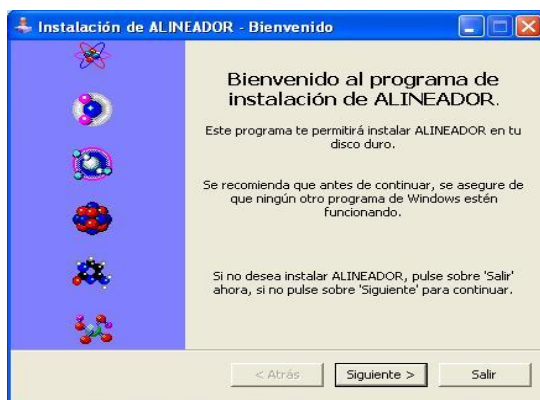 Instalación de ALINEADOR - Bienvenido
Bienvenido al programa de
instalación de ALINEADOR.
Este programa te permitirá instalar ALINEADOR en tu
disco duro.
Se recomienda que antes de continuar, se asegure de
que ningún otro programa de Windows estén
funcionando.
Si no desea instalar ALINEADOR, pulse sobre 'Salir'
ahora, si no pulse sobre 'Siguiente' para continuar.
< Atrás Siguiente > Salir